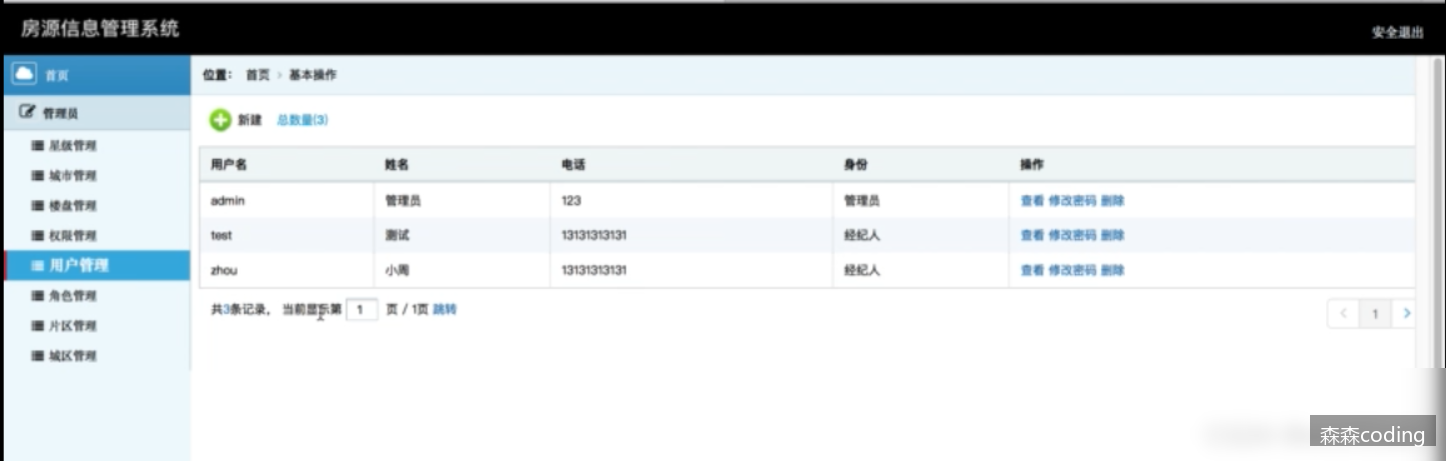 房源信息管理系统
安全退出
首页
位置： 首页 › 基本操作
管理员
星级管理
城市管理
楼盘管理
权限管理
用户管理
角色管理
片区管理
城区管理
新建 总数量(3)
用户名 姓名 电话 身份 操作
admin 管理员 123 管理员 查看 修改密码 删除
test 测试 13131313131 经纪人 查看 修改密码 删除
zhou 小周 13131313131 经纪人 查看 修改密码 删除
共3条记录， 当前显示第 1 页 / 1页 跳转
< 1 >
森森coding